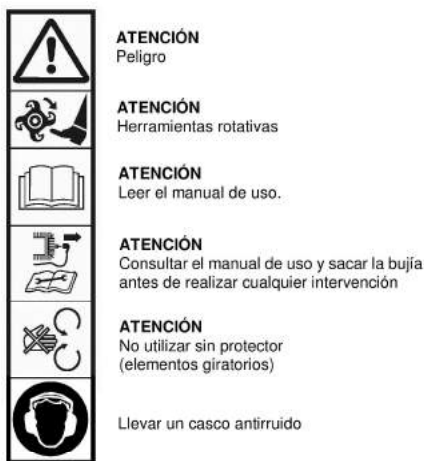 ATENCIÓN
Peligro
ATENCIÓN
Herramientas rotativas
ATENCIÓN
Leer el manual de uso.
ATENCIÓN
Consultar el manual de uso y sacar la bujía
antes de realizar cualquier intervención
ATENCIÓN
No utilizar sin protector
(elementos giratorios)
Llevar un casco antirruido